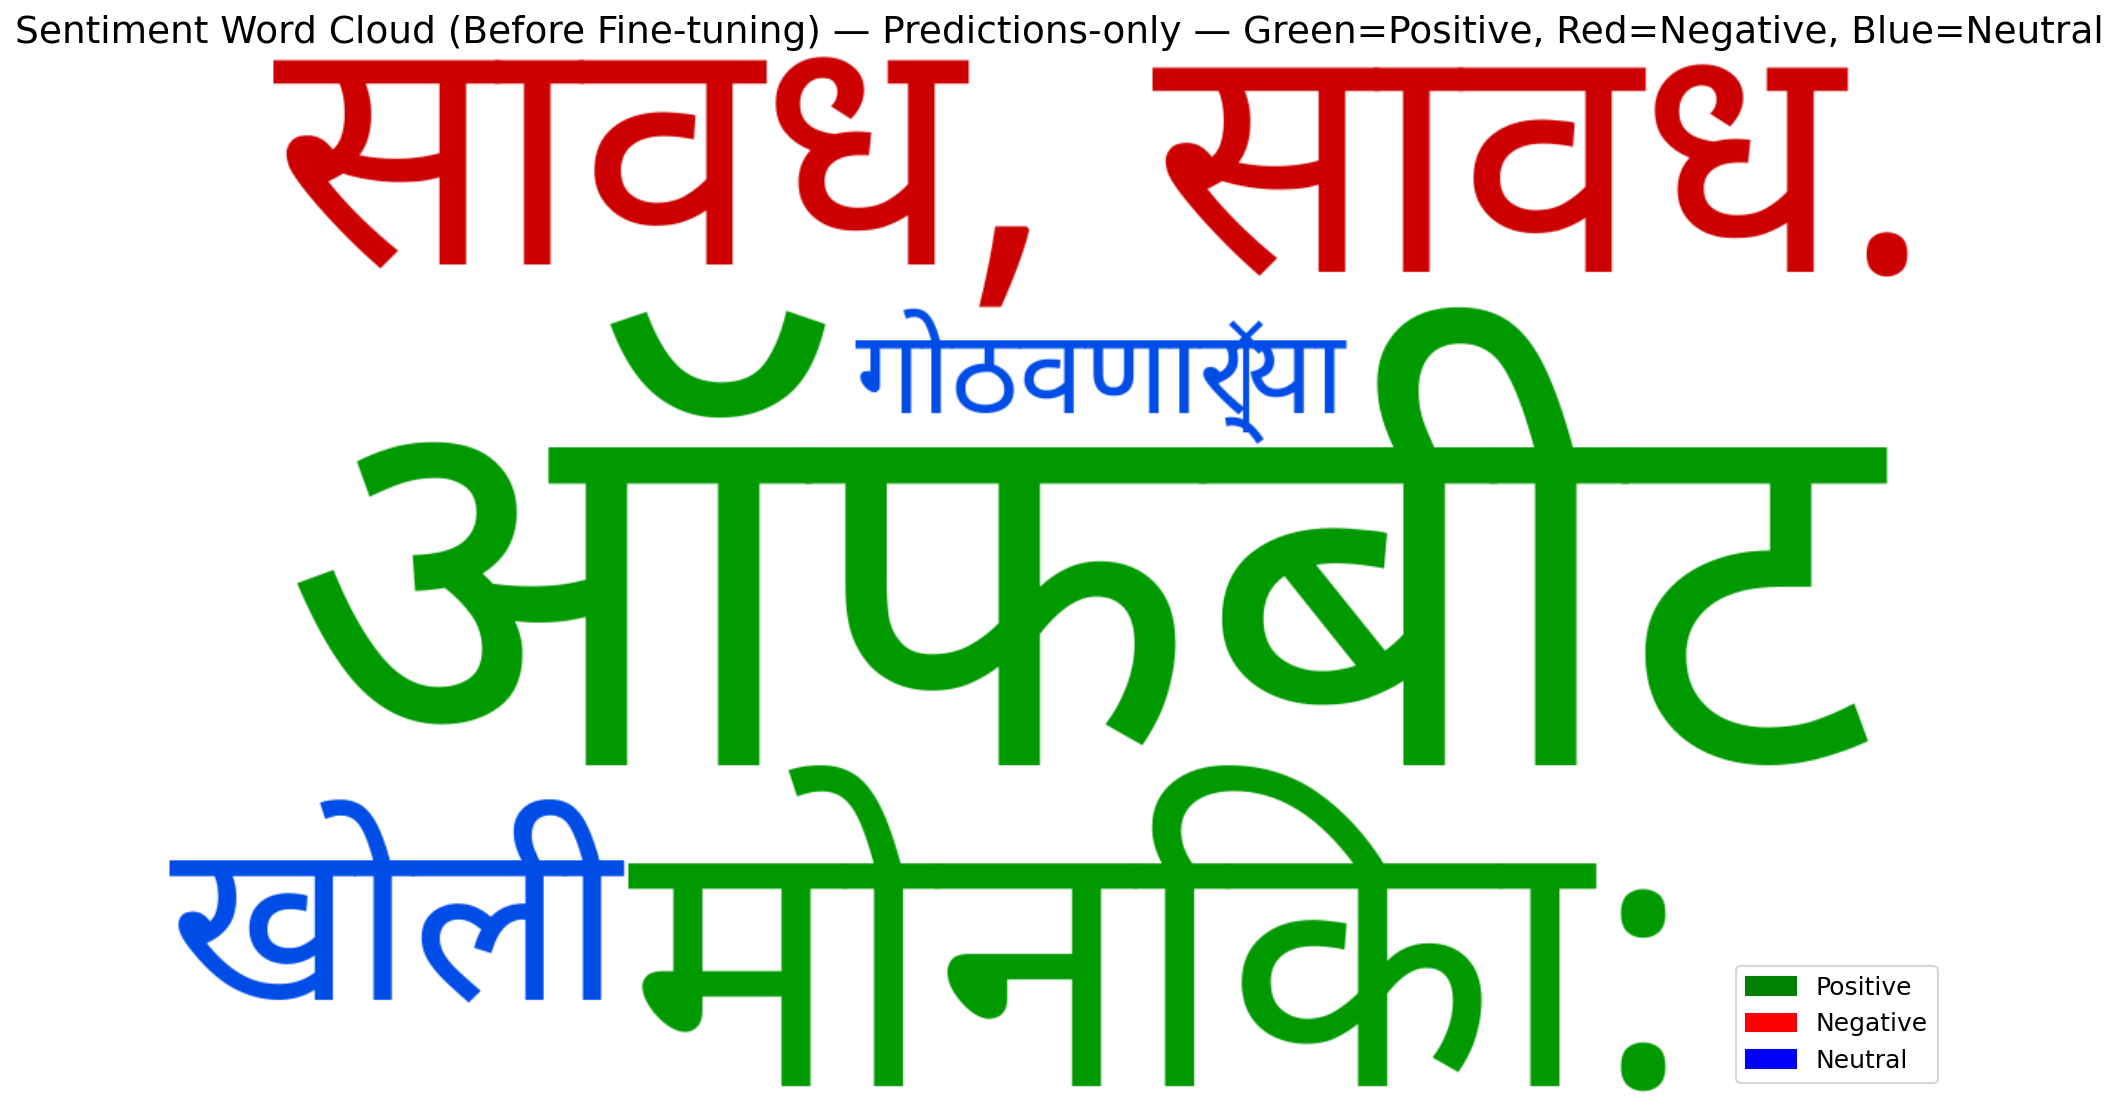 Sentiment Word Cloud (Before Fine-tuning) — Predictions-only — Green=Positive, Red=Negative, Blue=Neutral
सावध, सावध.
गोठवणार्‍या
ऑफबीट
खोली मोनिका:
Positive
Negative
Neutral